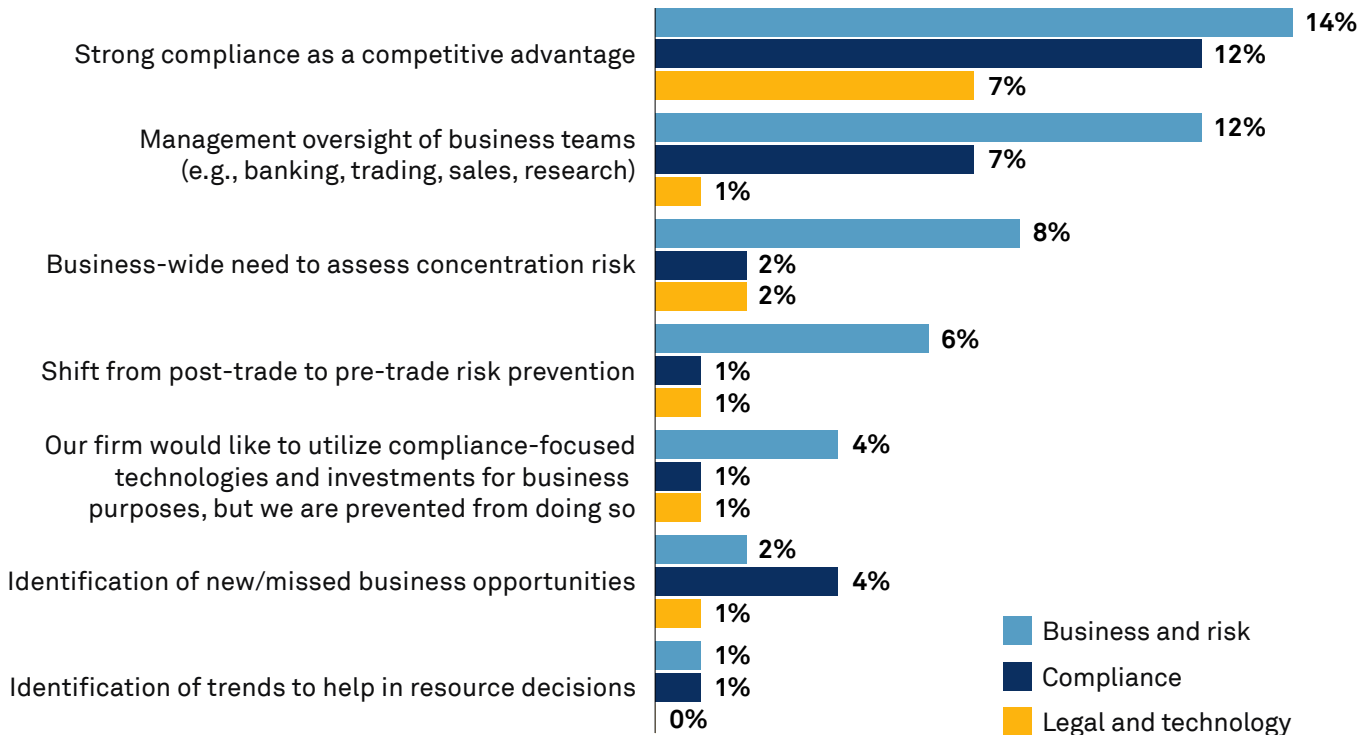 14%
Strong compliance as a competitive advantage
12%
7%
12%
Management oversight of business teams
(e.g., banking, trading, sales, research)
7%
1%
8%
Business-wide need to assess concentration risk
2%
2%
6%
Shift from post-trade to pre-trade risk prevention
1%
1%
Our firm would like to utilize compliance-focused
technologies and investments for business
purposes, but we are prevented from doing so
4%
1%
1%
2%
Identification of new/missed business opportunities
4%
1%
1%
Identification of trends to help in resource decisions
1%
0%
Business and risk
Compliance
Legal and technology